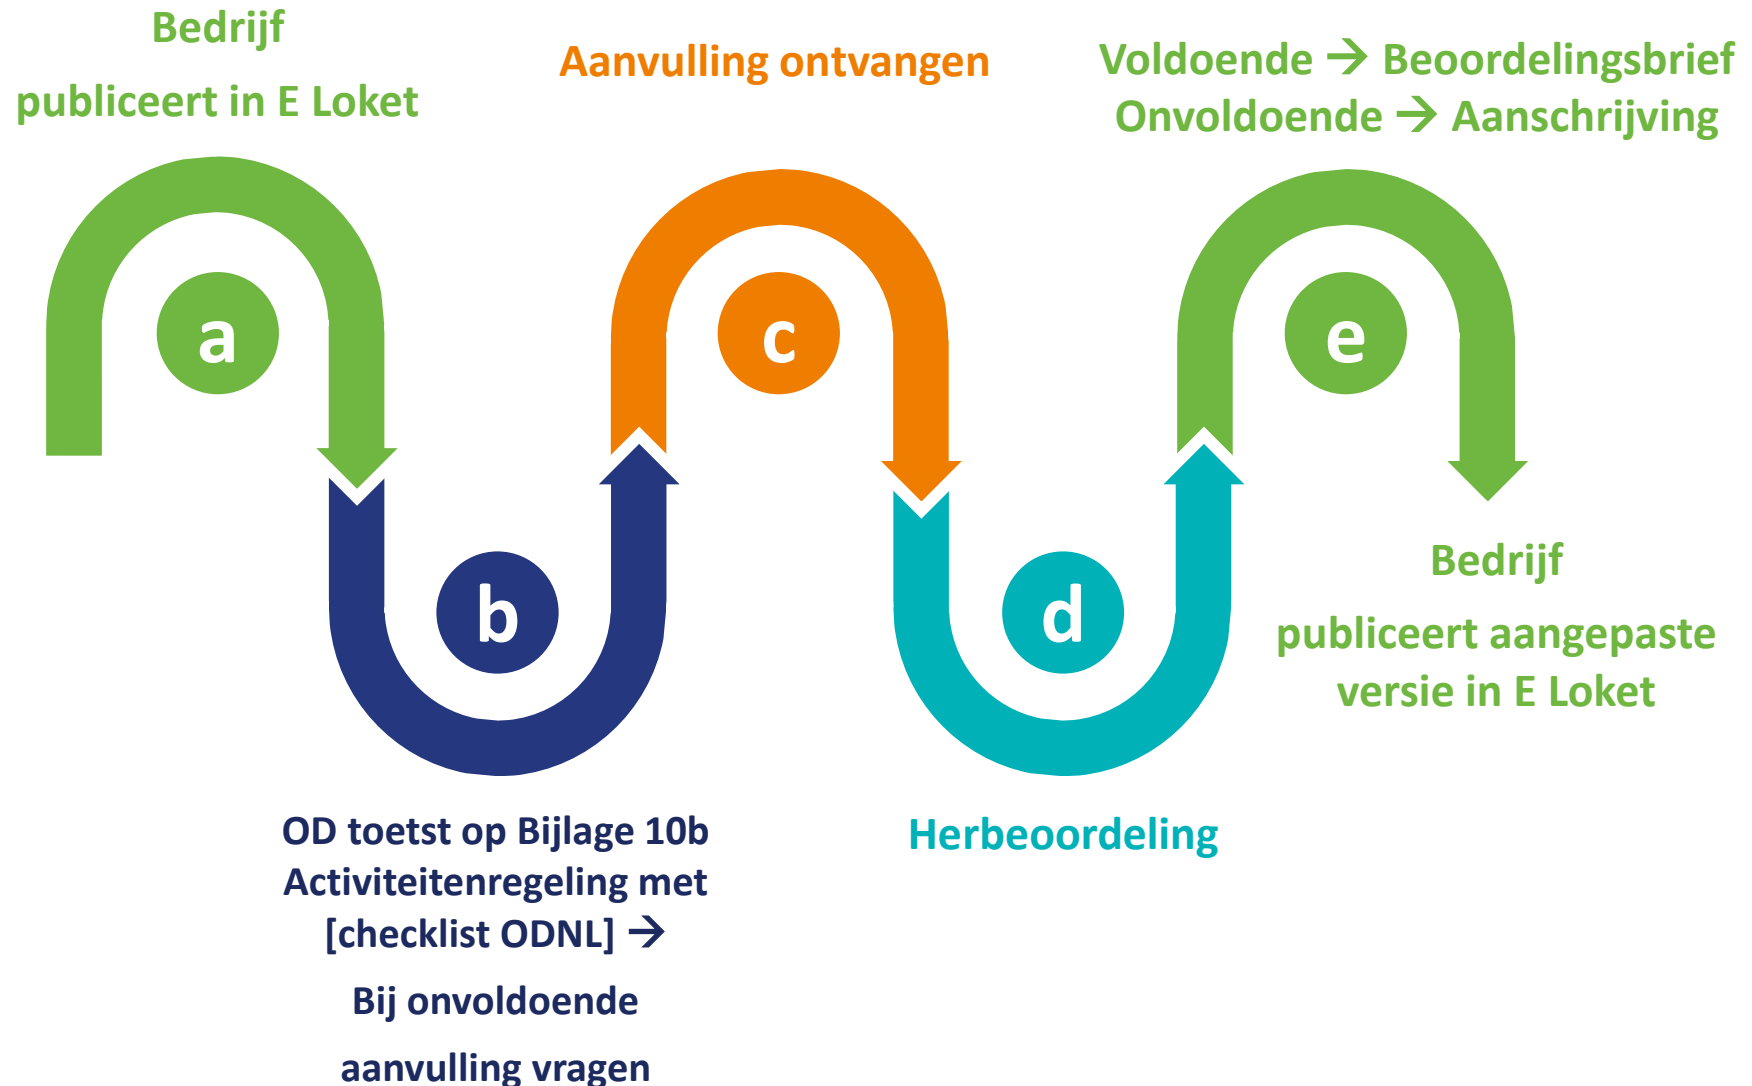 Bedrijf
publiceert in E Loket
a
OD toetst op Bijlage 10b
Activiteitenregeling met
[checklist ODNL] →
Bij onvoldoende
aanvulling vragen
b
Aanvulling ontvangen
c
Herbeoordeling
d
Voldoende → Beoordelingsbrief
Onvoldoende → Aanschrijving
e
Bedrijf
publiceert aangepaste
versie in E Loket